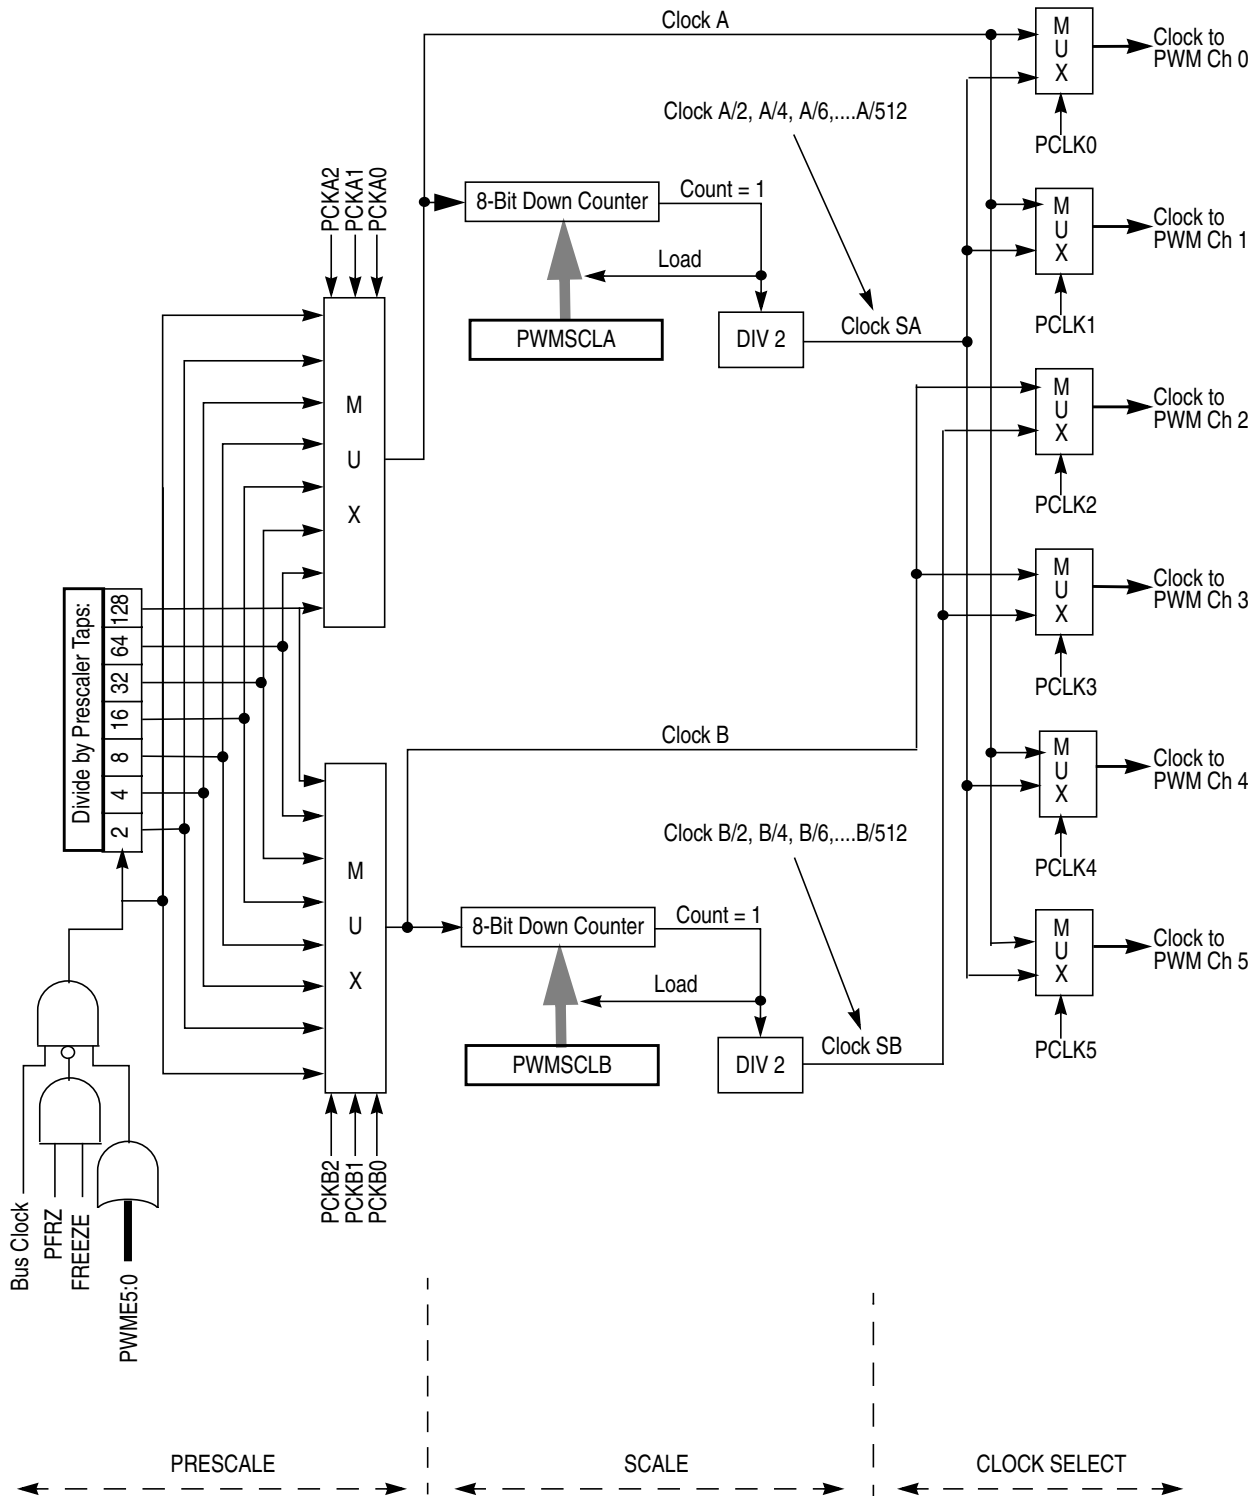 Clock A
M
U
X
Clock to
PWM Ch 0
PCLK0
Clock A/2, A/4, A/6,....A/512
PCKA2
PCKA1
PCKA0
8-Bit Down Counter
Count = 1
Load
PWMSCLA
DIV 2
Clock SA
M
U
X
Clock to
PWM Ch 1
PCLK1
M
U
X
M
U
X
Clock to
PWM Ch 2
PCLK2
M
U
X
Clock to
PWM Ch 3
PCLK3
Divide by Prescaler Taps:
128
64
32
16
8
4
2
Clock B
M
U
X
Clock to
PWM Ch 4
PCLK4
Clock B/2, B/4, B/6,....B/512
M
U
X
8-Bit Down Counter
Count = 1
Load
PWMSCLB
DIV 2
Clock SB
M
U
X
Clock to
PWM Ch 5
PCLK5
PCKB2
PCKB1
PCKB0
Bus Clock
PFRZ
FREEZE
PWME5:0
PRESCALE
SCALE
CLOCK SELECT